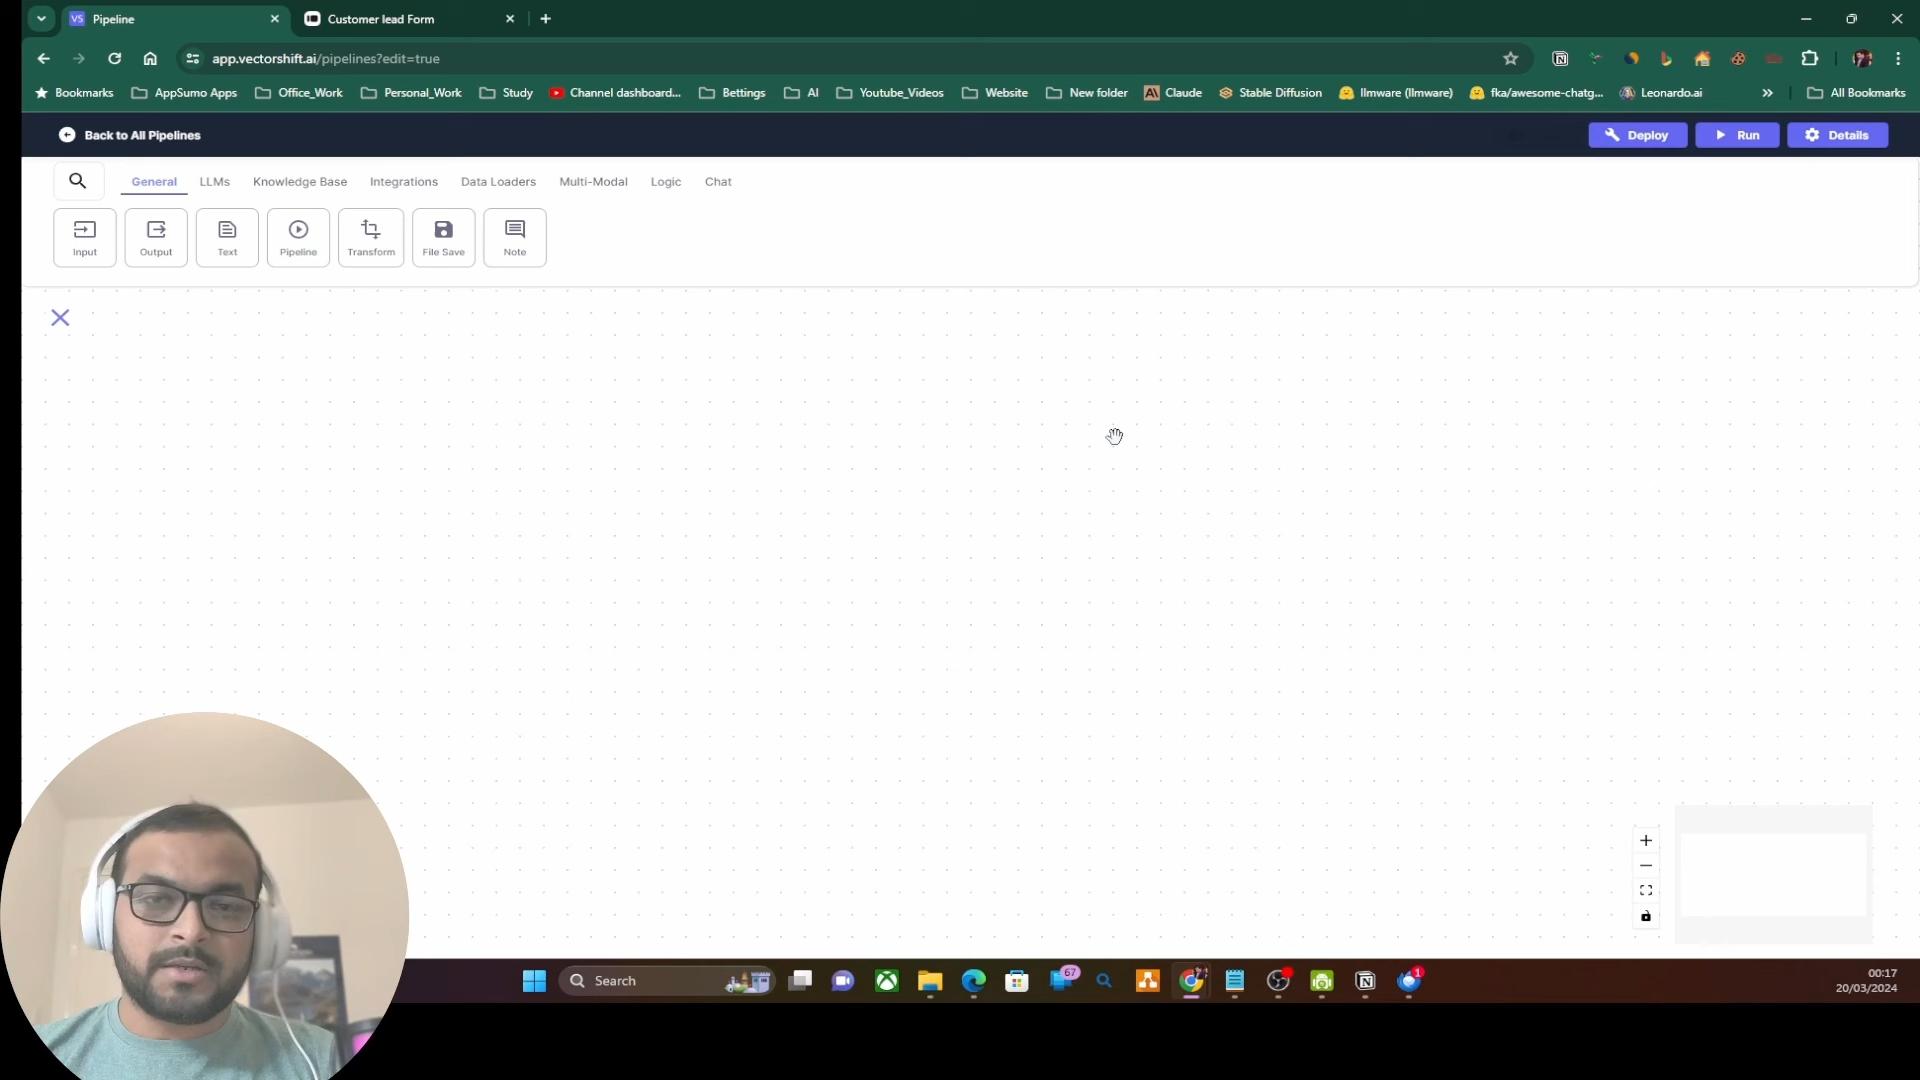 VS Pipeline
Customer lead Form
app.vectorshift.ai/pipelines?edit=true
Bookmarks
AppSumo Apps
Office_Work
Personal_Work
Study
Channel dashboard...
Bettings
AI
Youtube_Videos
Website
New folder
Claude
Stable Diffusion
llmware (llmware)
fka/awesome-chatg...
Leonardo.ai
All Bookmarks
Back to All Pipelines
Deploy
Run
Details
General
LLMs
Knowledge Base
Integrations
Data Loaders
Multi-Modal
Logic
Chat
Input
Output
Text
Pipeline
Transform
File Save
Note
Search
67
1
00:17
20/03/2024